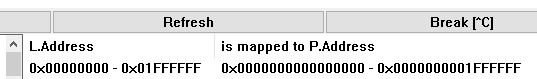 Refresh Break [^C]
L.Address is mapped to P.Address
0x00000000 - 0x01FFFFFF 0x0000000000000000 - 0x0000000001FFFFFF